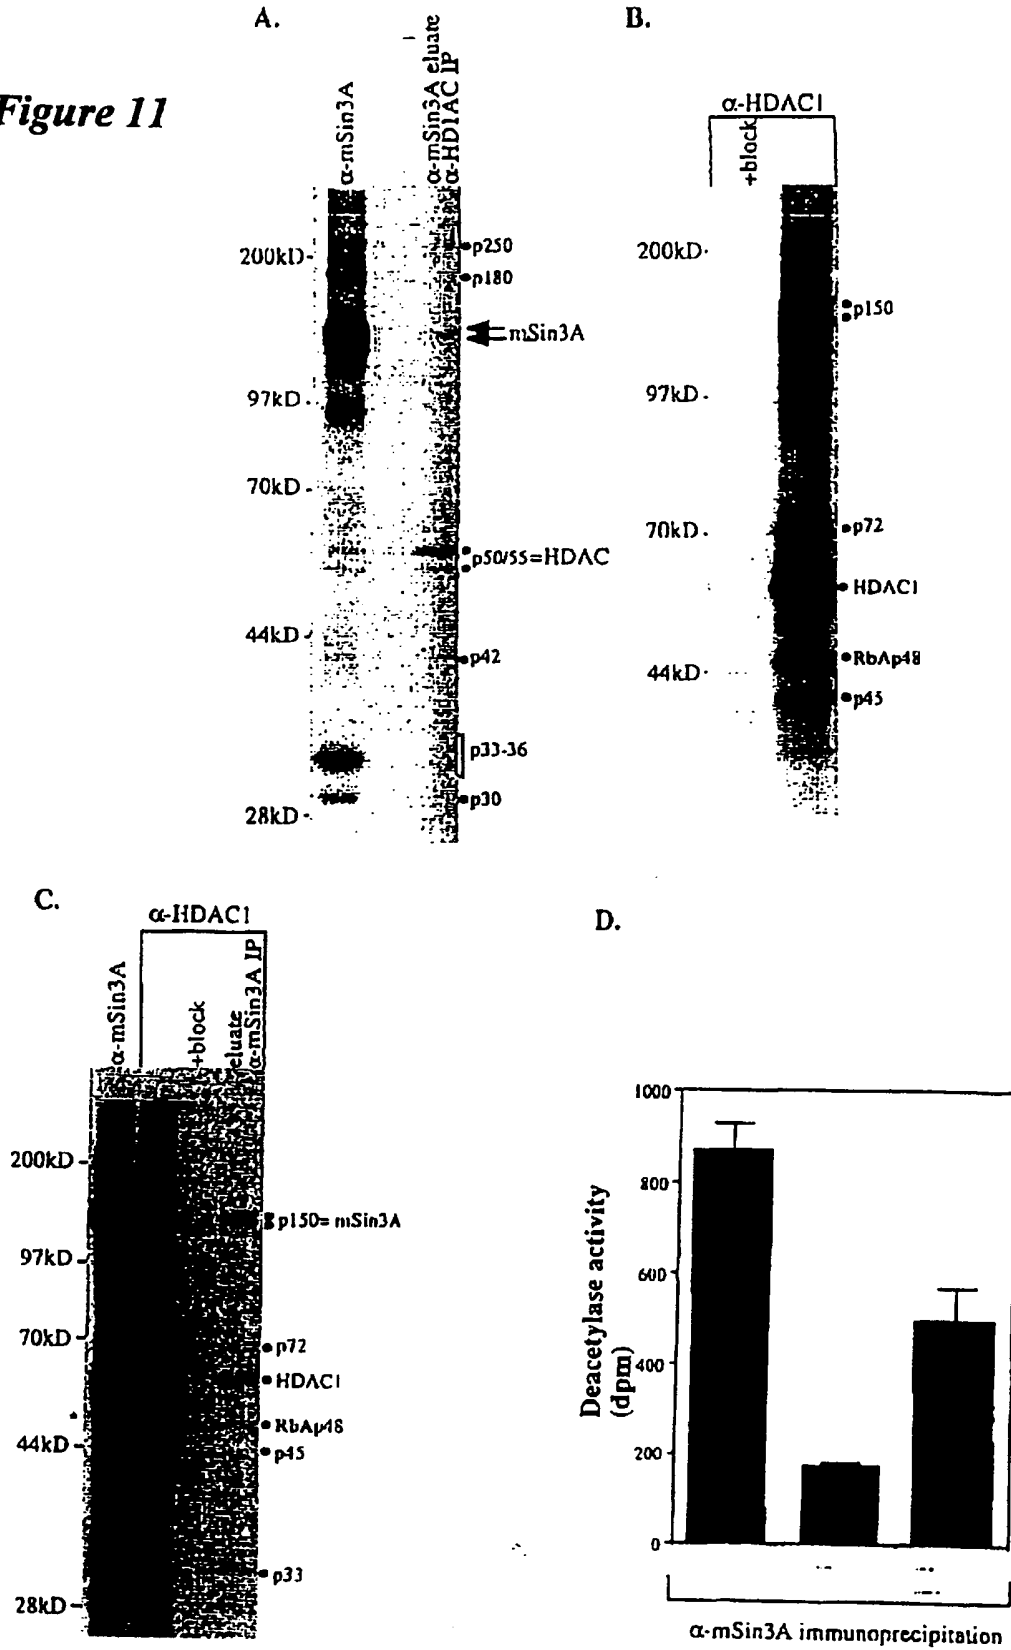 A.
B.
Figure 11
α-mSin3A
α-mSin3A eluate
α-HD1AC IP
α-HDAC1
+block
200kD
97kD
70kD
44kD
28kD
p250
p180
mSin3A
p50/55=HDAC
p42
p33-36
p30
200kD
97kD
70kD
44kD
p150
p72
HDAC1
RbAp48
p45
C.
α-HDAC1
α-mSin3A
+block
eluate
α-mSin3A IP
200kD
97kD
70kD
44kD
28kD
p150= mSin3A
p72
HDAC1
RbAp48
p45
p33
D.
Deacetylase activity
(dpm)
1000
800
600
400
200
0
α-mSin3A immunoprecipitation